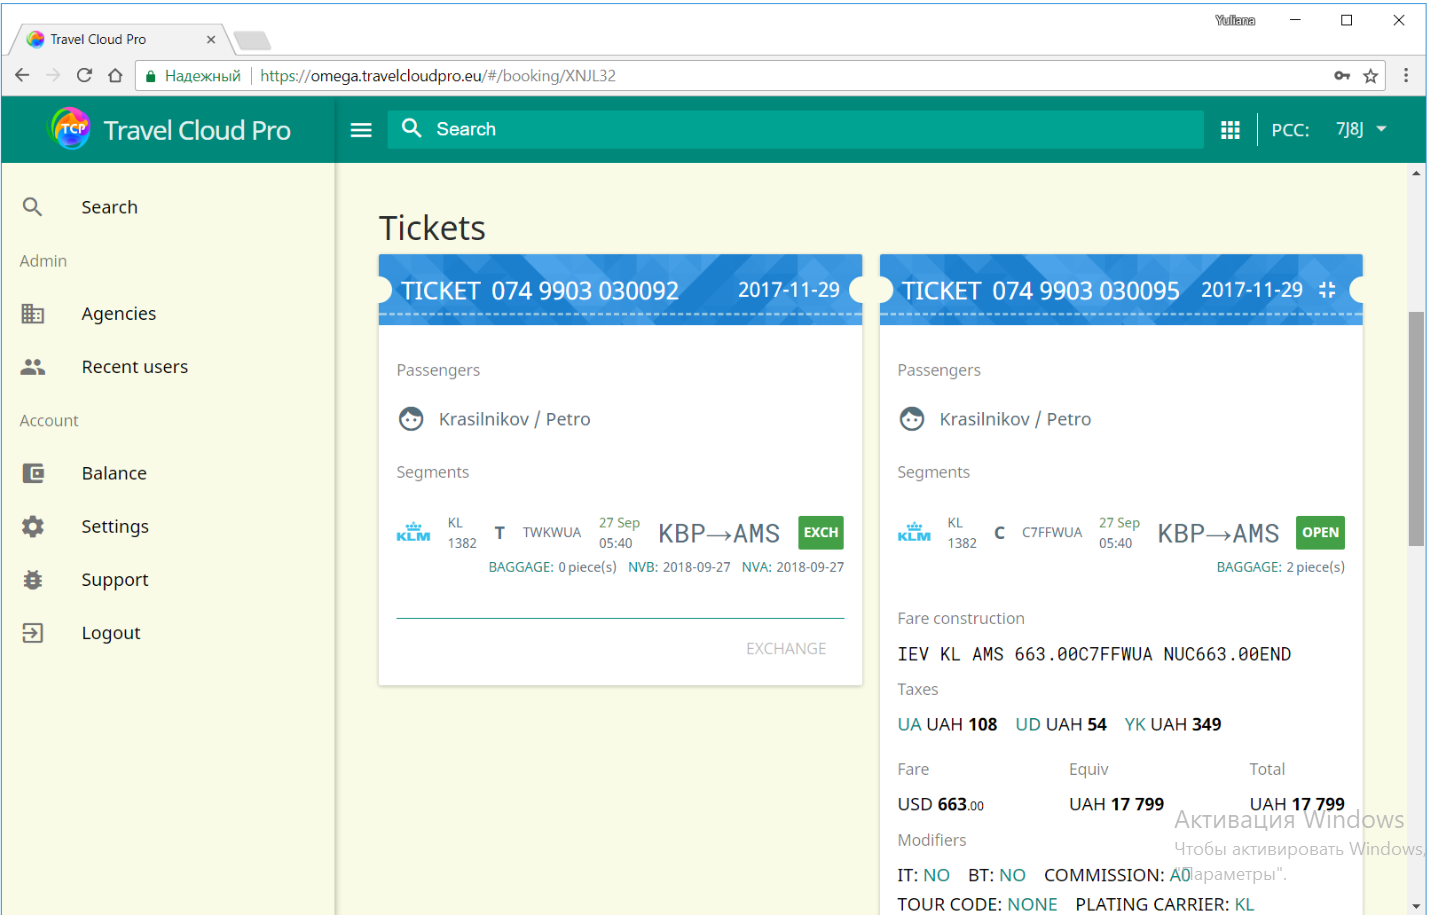 Yuliana
Travel Cloud Pro
Надежный https://omega.travelcloudpro.eu/#/booking/XNJL32
TCP Travel Cloud Pro
Search
PCC: 7J8J
Search
Admin
Agencies
Recent users
Account
Balance
Settings
Support
Logout
Tickets
TICKET 074 9903 030092 2017-11-29
Passengers
Krasilnikov / Petro
Segments
KLM KL 1382 T TWKWUA 27 Sep 05:40 KBP→AMS EXCH
BAGGAGE: 0 piece(s) NVB: 2018-09-27 NVA: 2018-09-27
EXCHANGE
TICKET 074 9903 030095 2017-11-29
Passengers
Krasilnikov / Petro
Segments
KLM KL 1382 C C7FFWUA 27 Sep 05:40 KBP→AMS OPEN
BAGGAGE: 2 piece(s)
Fare construction
IEV KL AMS 663.00C7FFWUA NUC663.00END
Taxes
UA UAH 108 UD UAH 54 YK UAH 349
Fare Equiv Total
USD 663.00 UAH 17 799 UAH 17 799
Modifiers
IT: NO BT: NO COMMISSION: A0
TOUR CODE: NONE PLATING CARRIER: KL
Активация Windows
Чтобы активировать Windows,
"Параметры".